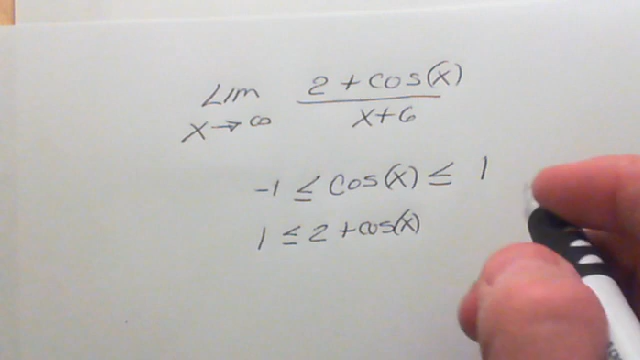 Lim 2 + cos(x)
x→∞ x+6
-1 ≤ cos(x) ≤ 1
1 ≤ 2 + cos(x)